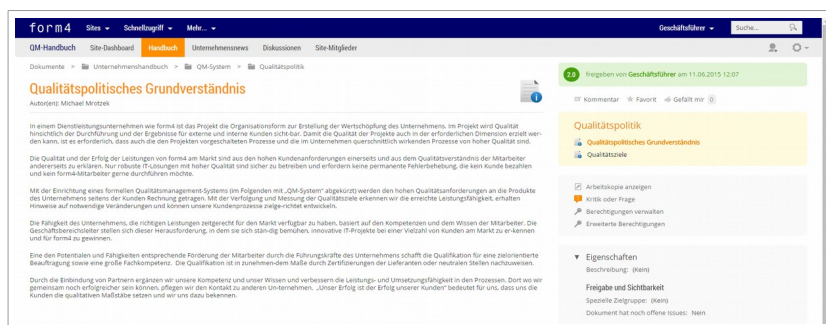 form4 Sites Schnellzugriff Mehr... Geschäftsführer Suche...
QM-Handbuch Site-Dashboard Handbuch Unternehmensnews Diskussionen Site-Mitglieder
Dokumente > Unternehmenshandbuch > QM-System > Qualitätspolitik
Qualitätspolitisches Grundverständnis
Autor(en): Michael Mrotzek
In einem Dienstleistungsunternehmen wie form4 ist das Projekt die Organisationsform zur Erstellung der Wertschöpfung des Unternehmens. Im Projekt wird Qualität
hinsichtlich der Durchführung und der Ergebnisse für externe und interne Kunden sicht-bar. Damit die Qualität der Projekte auch in der erforderlichen Dimension erzielt wer-
den kann, ist es erforderlich, dass auch die den Projekten vorgeschalteten Prozesse und die im Unternehmen querschnittlich wirkenden Prozesse von hoher Qualität sind.
Die Qualität und der Erfolg der Leistungen von form4 am Markt sind aus den hohen Kundenanforderungen einerseits und aus dem Qualitätsverständnis der Mitarbeiter
andererseits zu erklären. Nur robuste IT-Lösungen mit hoher Qualität sind sicher zu betreiben und erfordern keine permanente Fehlerbehebung, die kein Kunde bezahlen
und kein form4-Mitarbeiter gerne durchführen möchte.
Mit der Einrichtung eines formellen Qualitätsmanagement-Systems (im Folgenden mit „QM-System" abgekürzt) werden den hohen Qualitätsanforderungen an die Produkte
des Unternehmens seitens der Kunden Rechnung getragen. Mit der Verfolgung und Messung der Qualitätsziele erkennen wir die erreichte Leistungsfähigkeit, erhalten
Hinweise auf notwendige Veränderungen und können unsere Kundenprozesse zielge-richtet entwickeln.
Die Fähigkeit des Unternehmens, die richtigen Leistungen zeitgerecht für den Markt verfügbar zu haben, basiert auf den Kompetenzen und dem Wissen der Mitarbeiter. Die
Geschäftsbereichsleiter stellen sich dieser Herausforderung, in dem sie sich stän-dig bemühen, innovative IT-Projekte bei einer Vielzahl von Kunden am Markt zu er-kennen
und für form4 zu gewinnen.
Eine den Potentialen und Fähigkeiten entsprechende Förderung der Mitarbeiter durch die Führungskräfte des Unternehmens schafft die Qualifikation für eine zielorientierte
Beauftragung sowie eine große Fachkompetenz. Die Qualifikation ist in zunehmen-dem Maße durch Zertifizierungen der Lieferanten oder neutralen Stellen nachzuweisen.
Durch die Einbindung von Partnern ergänzen wir unsere Kompetenz und unser Wissen und verbessern die Leistungs- und Umsetzungsfähigkeit in den Prozessen. Dort wo wir
gemeinsam noch erfolgreicher sein können, pflegen wir den Kontakt zu anderen Un-ternehmen. „Unser Erfolg ist der Erfolg unserer Kunden" bedeutet für uns, dass uns die
Kunden die qualitativen Maßstäbe setzen und wir uns dazu bekennen.
2.0 freigeben von Geschäftsführer am 11.06.2015 12:07
Kommentar Favorit Gefällt mir 0
Qualitätspolitik
Qualitätspolitisches Grundverständnis
Qualitätsziele
Arbeitskopie anzeigen
Kritik oder Frage
Berechtigungen verwalten
Erweiterte Berechtigungen
Eigenschaften
Beschreibung: (Kein)
Freigabe und Sichtbarkeit
Spezielle Zielgruppe: (Kein)
Dokument hat noch offene Issues: Nein